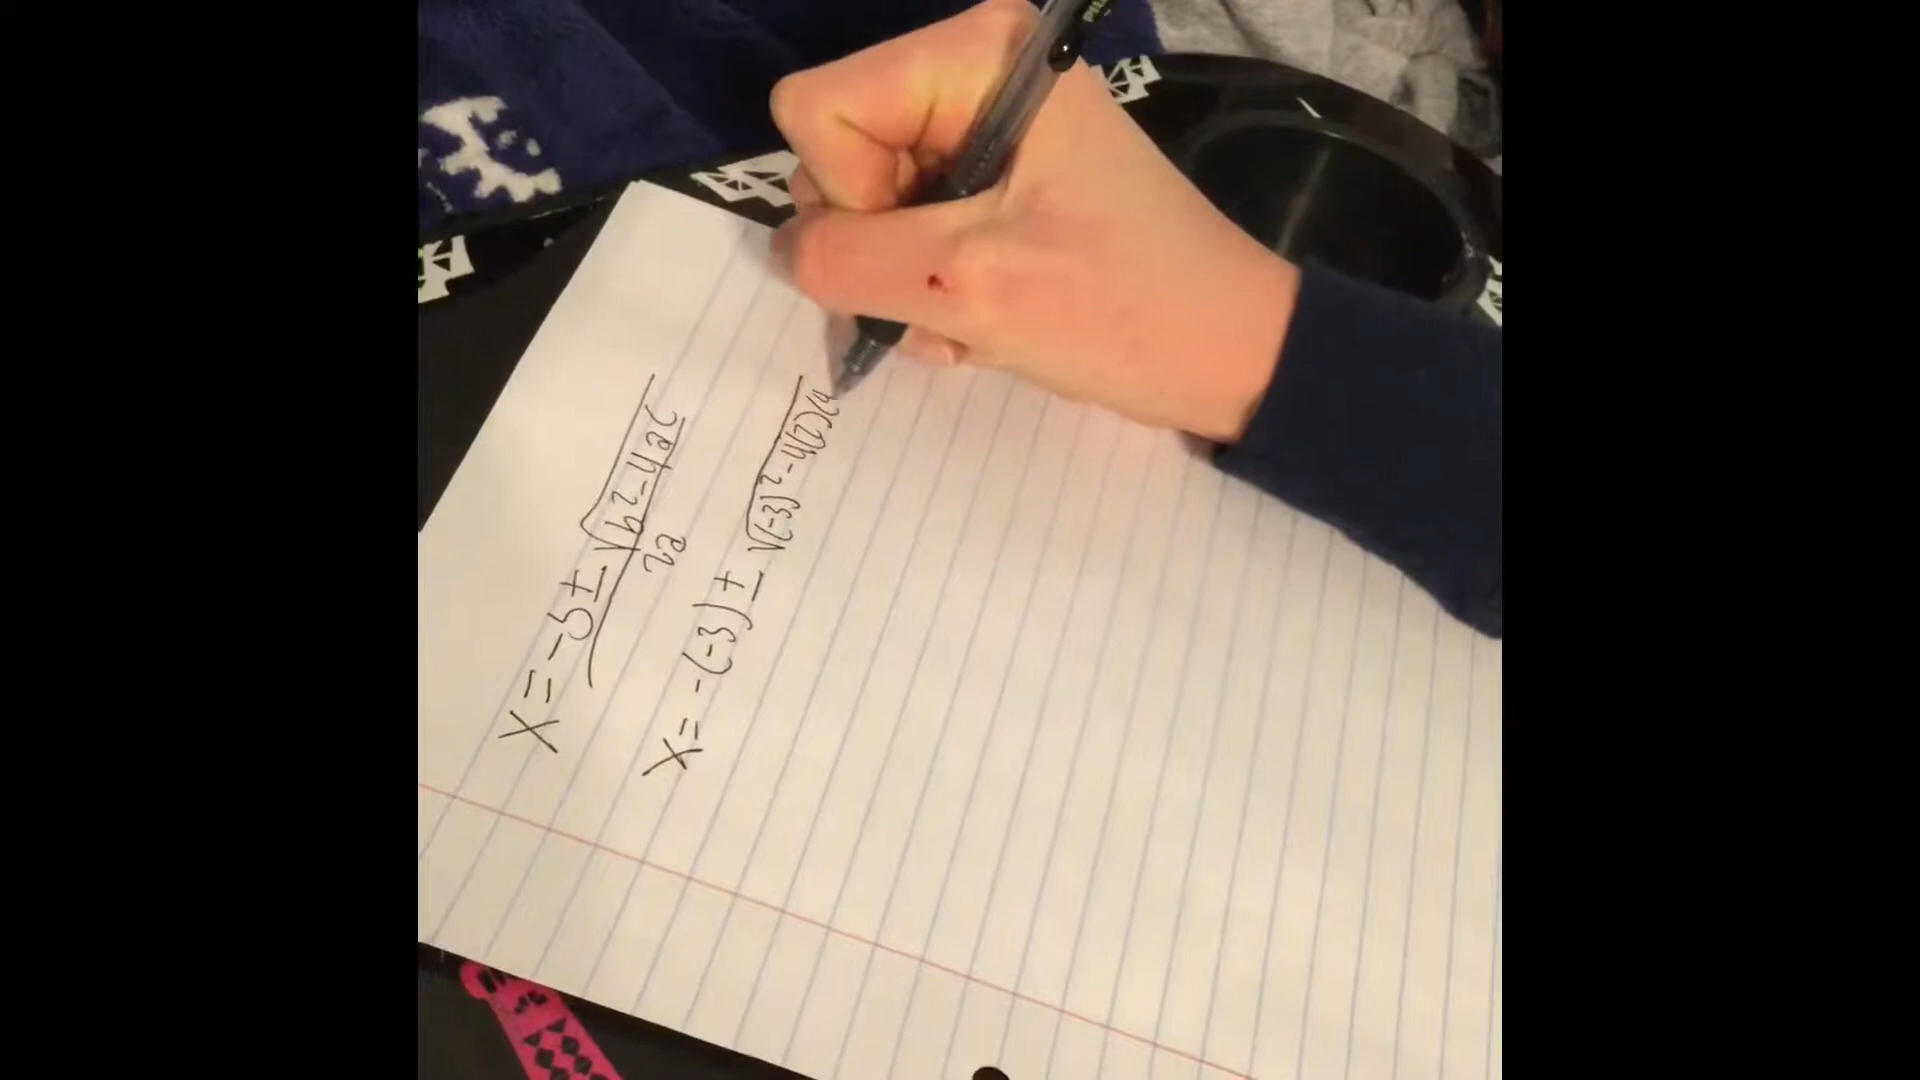 x = -b ± √b² - 4ac
2a
x = -(-3) ± √(-3)² - 4(2)(4